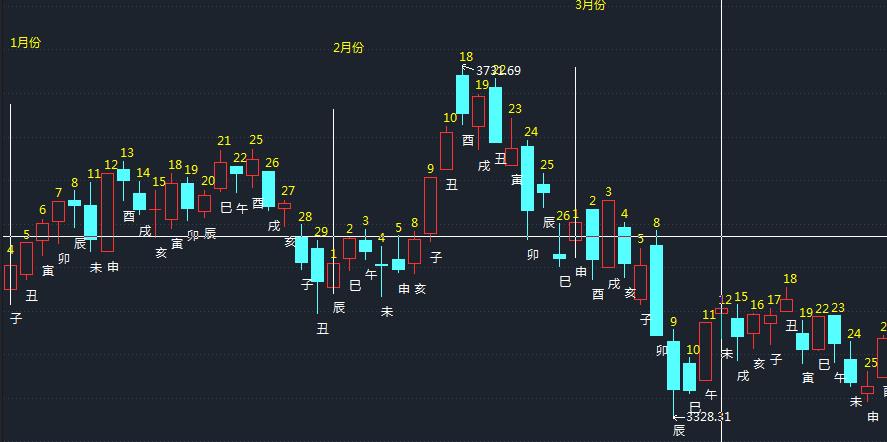 1月份
4 5 6 7 8 11 12 13 14 15 18 19 20 21 22 25 26 27 28 29
子 丑 寅 卯 辰 未 申 酉 戌 亥 寅 卯 辰 巳 午 酉 戌 亥 子 丑
2月份
1 2 3 4 5 8 9 10 18 19 22 23 24 25 26
3731.69
辰 巳 午 未 申 亥 子 丑 酉 戌 丑 寅 卯 辰 巳
3月份
1 2 3 4 5 8 9 10 11 12 15 16 17 18 19 22 23 24 25
申 酉 戌 亥 子 卯 辰 巳 午 未 戌 亥 子 丑 寅 巳 午 未 申
3328.31